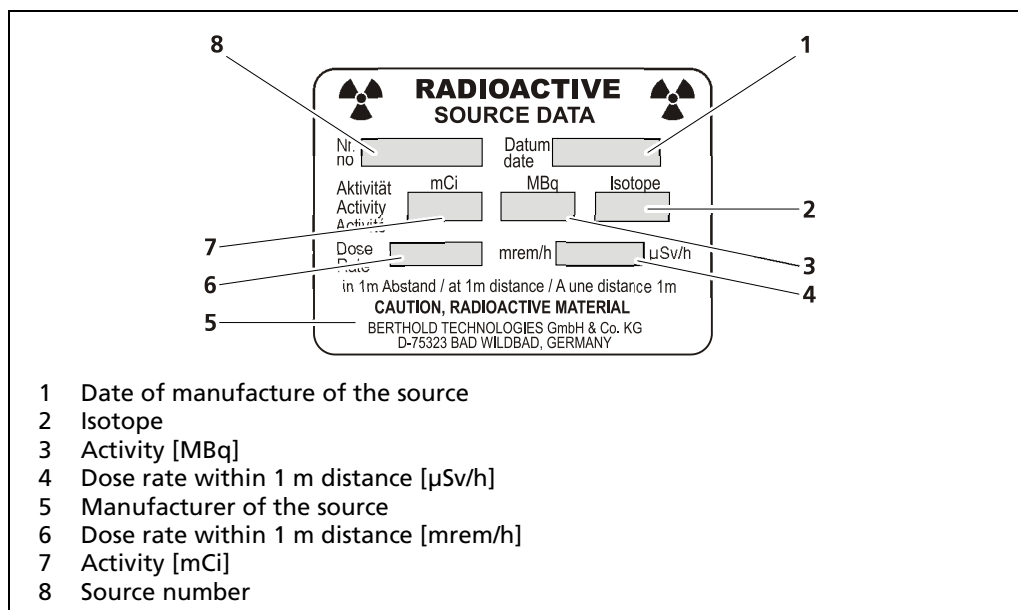 8 1
RADIOACTIVE
SOURCE DATA
Nr. Datum
no date
mCi MBq Isotope
Aktivität
Activity 2
Activité
7
Dose mrem/h µSv/h
Rate 3
6 4
in 1m Abstand / at 1m distance / A une distance 1m
CAUTION, RADIOACTIVE MATERIAL
5 BERTHOLD TECHNOLOGIES GmbH & Co. KG
D-75323 BAD WILDBAD, GERMANY
1 Date of manufacture of the source
2 Isotope
3 Activity [MBq]
4 Dose rate within 1 m distance [µSv/h]
5 Manufacturer of the source
6 Dose rate within 1 m distance [mrem/h]
7 Activity [mCi]
8 Source number